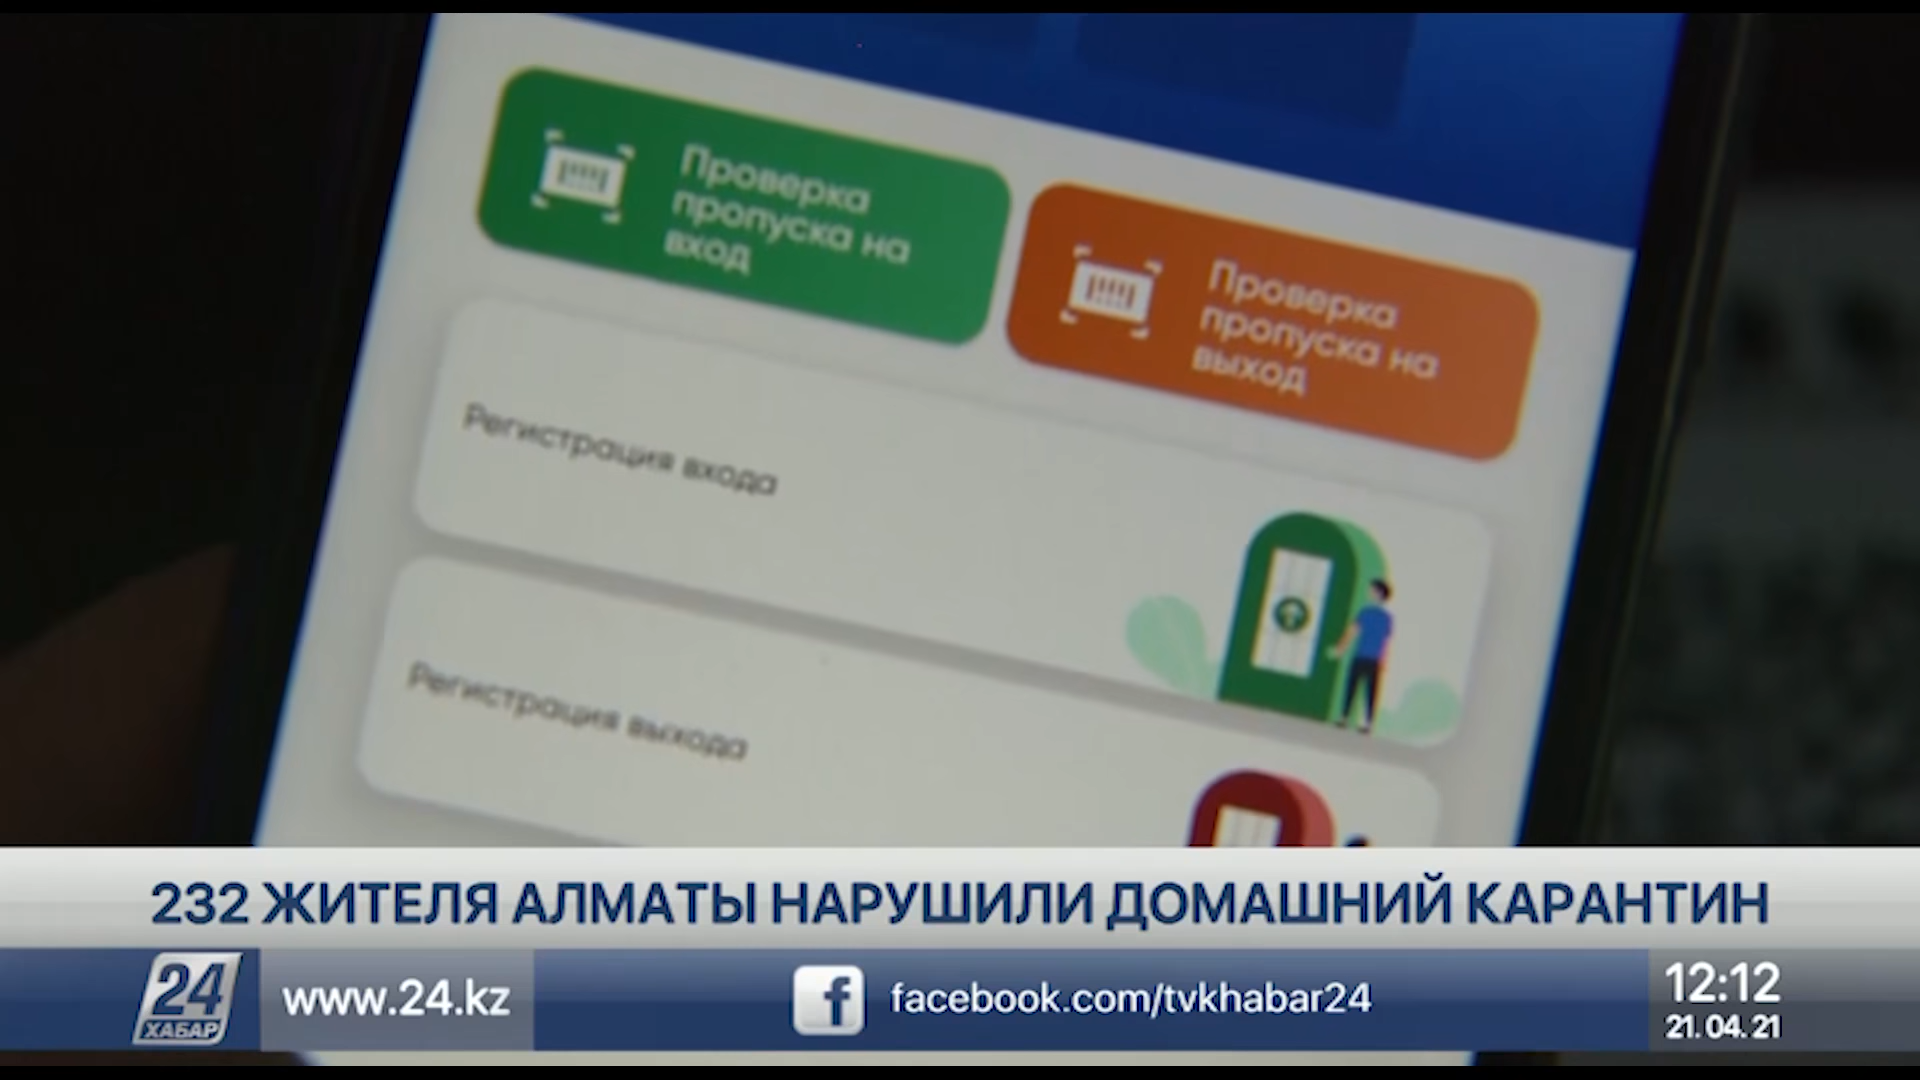 Проверка
пропуска на
вход
Проверка
пропуска на
выход
Регистрация входа
Регистрация выхода
232 ЖИТЕЛЯ АЛМАТЫ НАРУШИЛИ ДОМАШНИЙ КАРАНТИН
24
ХАБАР
www.24.kz
f
facebook.com/tvkhabar24
12:12
21.04.21